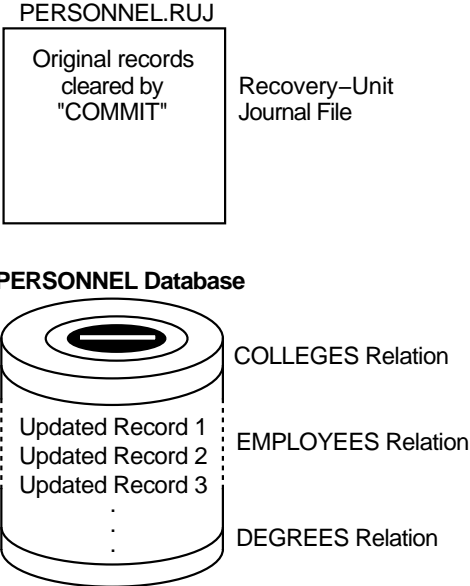 PERSONNEL.RUJ
Original records
cleared by
"COMMIT"
Recovery−Unit
Journal File
PERSONNEL Database
COLLEGES Relation
Updated Record 1
Updated Record 2
Updated Record 3
.
.
.
EMPLOYEES Relation
DEGREES Relation